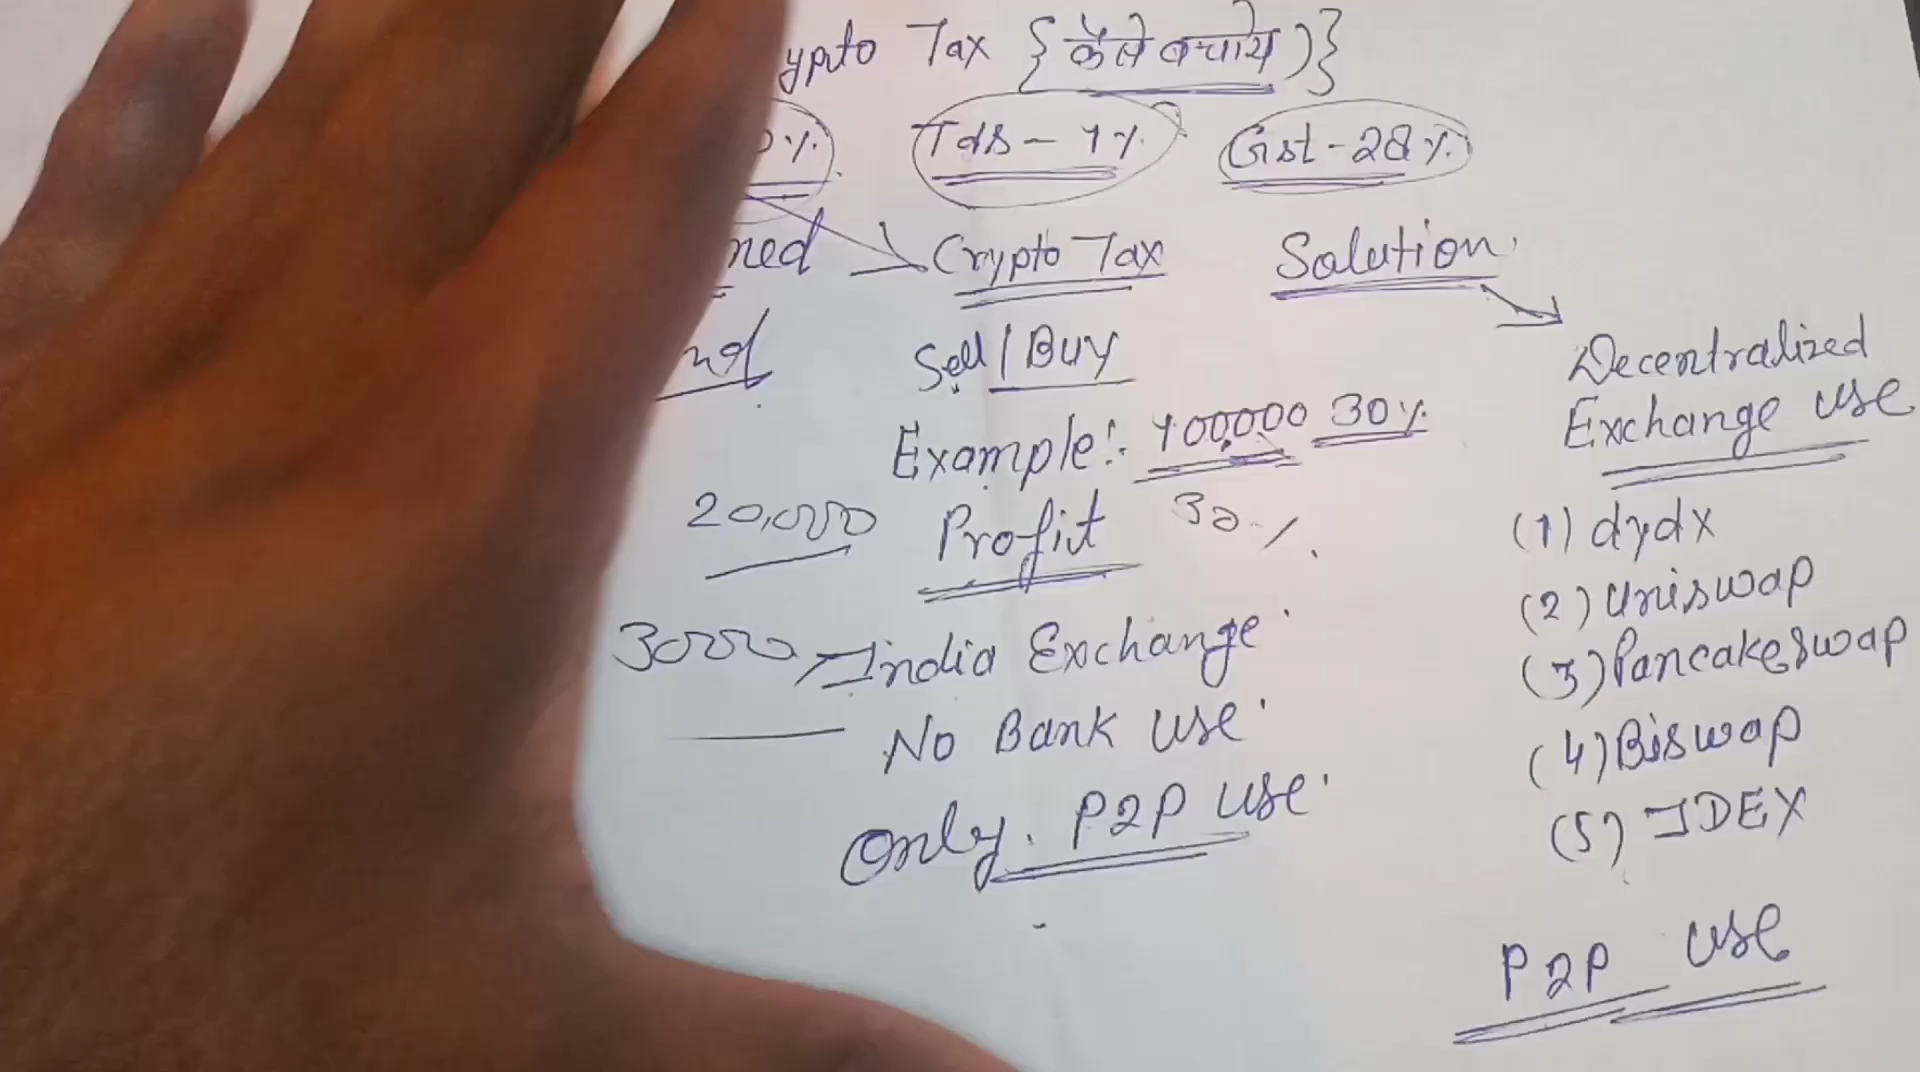 ypto Tax {कैसे बचाये)}
0% Tds - 1% Gst - 28%
ned Crypto Tax Solution
Sell / Buy
Example:- 100,000 30%
20,000 Profit 30%
30000 India Exchange
No Bank Use
Only. P2P Use
Decentralized
Exchange Use
(1) dydx
(2) Uniswap
(3) Pancakeswap
(4) Biswap
(5) IDEX
P2P Use